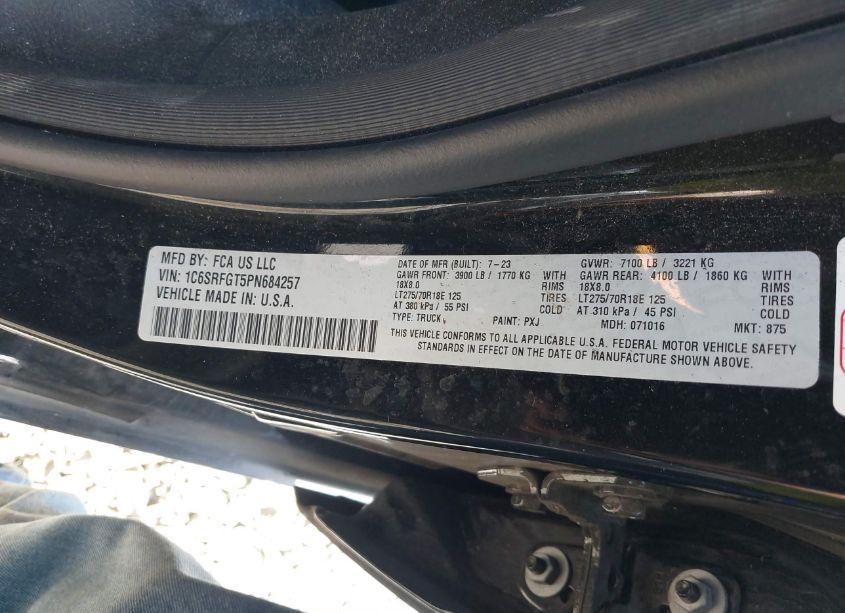 MFD BY: FCA US LLC
VIN: 1C6SRFGT5PN684257
VEHICLE MADE IN: U.S.A.
DATE OF MFR (BUILT): 7-23 GVWR: 7100 LB / 3221 KG
GAWR FRONT: 3900 LB / 1770 KG WITH GAWR REAR: 4100 LB / 1860 KG WITH
18X8.0 RIMS 18X8.0 RIMS
LT275/70R18E 125 TIRES LT275/70R18E 125 TIRES
AT 380 kPa / 55 PSI COLD AT 310 kPa / 45 PSI COLD
TYPE: TRUCK PAINT: PXJ MDH: 071016 MKT: 875
THIS VEHICLE CONFORMS TO ALL APPLICABLE U.S.A. FEDERAL MOTOR VEHICLE SAFETY
STANDARDS IN EFFECT ON THE DATE OF MANUFACTURE SHOWN ABOVE.